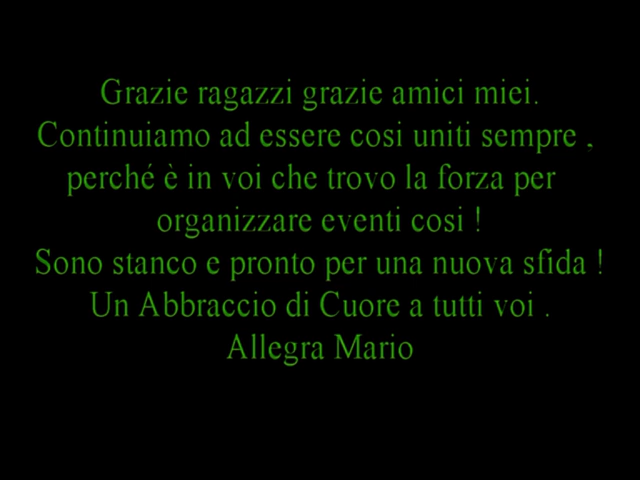 Grazie ragazzi grazie amici miei.
Continuiamo ad essere cosi uniti sempre ,
perché è in voi che trovo la forza per
organizzare eventi cosi !
Sono stanco e pronto per una nuova sfida !
Un Abbraccio di Cuore a tutti voi .
Allegra Mario